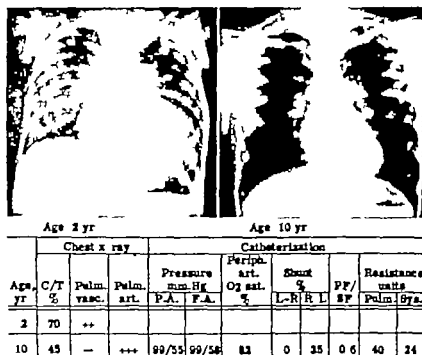 Age 2 yr Age 10 yr
Chest x ray Catheterization
Age, yr C/T % Pulm. vasc. Pulm. art. Pressure mm Hg P.A. F.A. Periph. art. O2 sat. % Shunt % L-R R L PF/SF Resistance units Pulm. Sys.
2 70 ++
10 45 — +++ 99/55 99/58 82 0 35 0 6 40 24